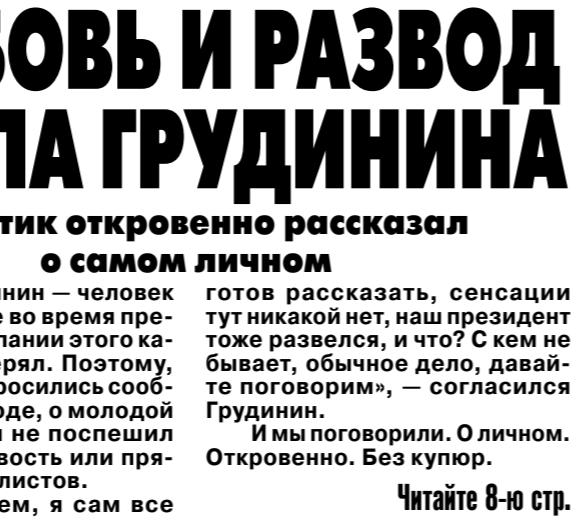 ОВЬ И РАЗВОД
ЛА ГРУДИНИНА
тик откровенно рассказал
о самом личном
нин — человек
е во время пре-
пании этого ка-
ерял. Поэтому,
росились сооб-
оде, о молодой
не поспешил
вость или пря-
листов.
ем, я сам все
готов рассказать, сенсации
тут никакой нет, наш президент
тоже развелся, и что? С кем не
бывает, обычное дело, давай-
те поговорим», — согласился
Грудинин.
И мы поговорили. О личном.
Откровенно. Без купюр.
Читайте 8-ю стр.